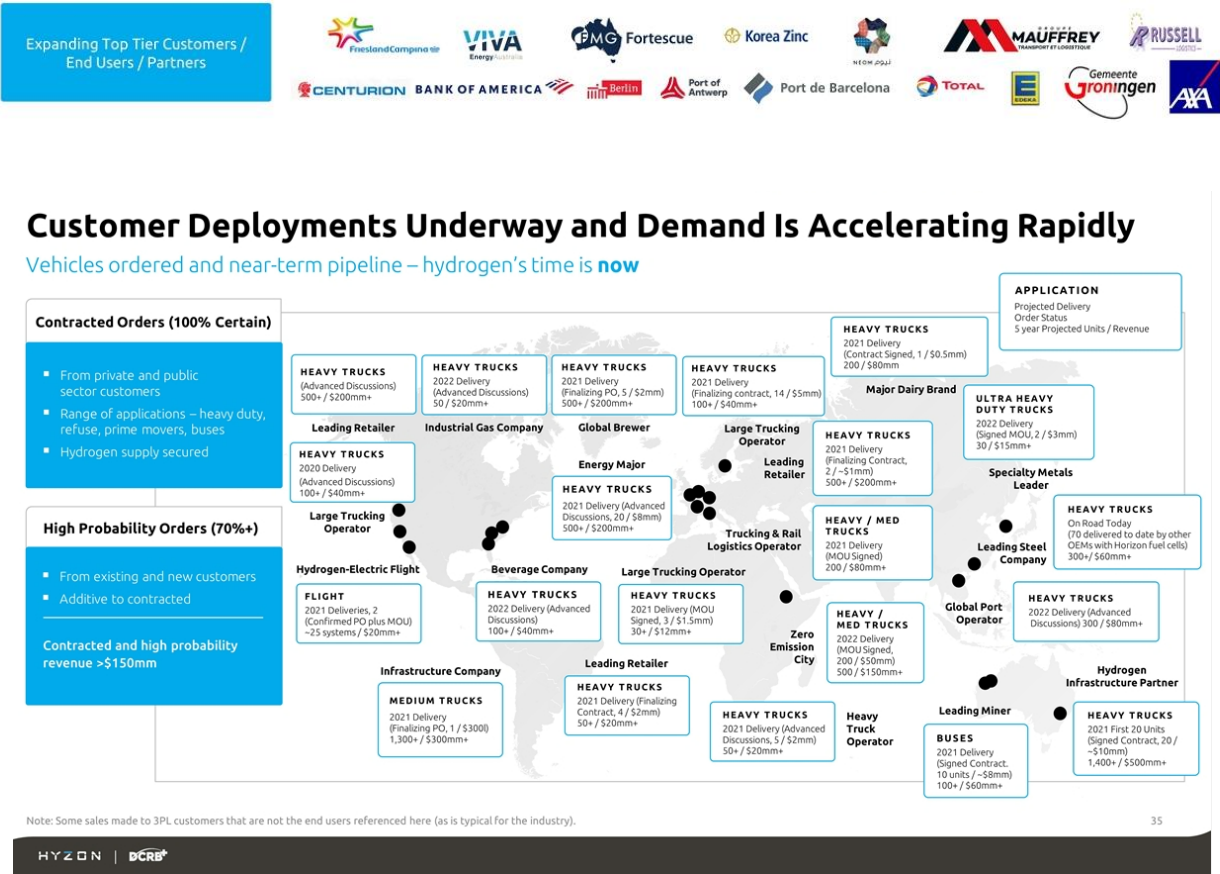 Expanding Top Tier Customers /
End Users / Partners
FrieslandCampina
VIVA
Energy Australia
FMG Fortescue
Korea Zinc
NEOM نيوم
GROUPE
MAUFFREY
TRANSPORT ET LOGISTIQUE
RUSSELL
LOGISTICS
CENTURION
BANK OF AMERICA
Berlin
Port of
Antwerp
Port de Barcelona
TOTAL
EDEKA
Gemeente
Groningen
AXA
Customer Deployments Underway and Demand Is Accelerating Rapidly
Vehicles ordered and near-term pipeline – hydrogen's time is now
APPLICATION
Projected Delivery
Order Status
5 year Projected Units / Revenue
Contracted Orders (100% Certain)
▪ From private and public
sector customers
▪ Range of applications – heavy duty,
refuse, prime movers, buses
▪ Hydrogen supply secured
High Probability Orders (70%+)
▪ From existing and new customers
▪ Additive to contracted
Contracted and high probability
revenue >$150mm
HEAVY TRUCKS
(Advanced Discussions)
500+ / $200mm+
Leading Retailer
HEAVY TRUCKS
2022 Delivery
(Advanced Discussions)
50 / $20mm+
Industrial Gas Company
HEAVY TRUCKS
2021 Delivery
(Finalizing PO, 5 / $2mm)
500+ / $200mm+
Global Brewer
HEAVY TRUCKS
2021 Delivery
(Finalizing contract, 14 / $5mm)
100+ / $40mm+
Large Trucking
Operator
HEAVY TRUCKS
2021 Delivery
(Contract Signed, 1 / $0.5mm)
200 / $80mm
Major Dairy Brand
ULTRA HEAVY
DUTY TRUCKS
2022 Delivery
(Signed MOU, 2 / $3mm)
30 / $15mm+
Specialty Metals
Leader
HEAVY TRUCKS
2020 Delivery
(Advanced Discussions)
100+ / $40mm+
Large Trucking
Operator
Energy Major
HEAVY TRUCKS
2021 Delivery (Advanced
Discussions, 20 / $8mm)
500+ / $200mm+
Leading
Retailer
HEAVY TRUCKS
2021 Delivery
(Finalizing Contract,
2 / ~$1mm)
500+ / $200mm+
HEAVY TRUCKS
On Road Today
(70 delivered to date by other
OEMs with Horizon fuel cells)
300+/ $60mm+
Leading Steel
Company
Trucking & Rail
Logistics Operator
HEAVY / MED
TRUCKS
2021 Delivery
(MOU Signed)
200 / $80mm+
Hydrogen-Electric Flight
FLIGHT
2021 Deliveries, 2
(Confirmed PO plus MOU)
~25 systems / $20mm+
Beverage Company
HEAVY TRUCKS
2022 Delivery (Advanced
Discussions)
100+ / $40mm+
Large Trucking Operator
HEAVY TRUCKS
2021 Delivery (MOU
Signed, 3 / $1.5mm)
30+ / $12mm+
Zero
Emission
City
HEAVY /
MED TRUCKS
2022 Delivery
(MOU Signed,
200 / $50mm)
500 / $150mm+
Global Port
Operator
HEAVY TRUCKS
2022 Delivery (Advanced
Discussions) 300 / $80mm+
Infrastructure Company
MEDIUM TRUCKS
2021 Delivery
(Finalizing PO, 1 / $300l)
1,300+ / $300mm+
Leading Retailer
HEAVY TRUCKS
2021 Delivery (Finalizing
Contract, 4 / $2mm)
50+ / $20mm+
HEAVY TRUCKS
2021 Delivery (Advanced
Discussions, 5 / $2mm)
50+ / $20mm+
Heavy
Truck
Operator
Leading Miner
BUSES
2021 Delivery
(Signed Contract.
10 units / ~$8mm)
100+ / $60mm+
Hydrogen
Infrastructure Partner
HEAVY TRUCKS
2021 First 20 Units
(Signed Contract, 20 /
~$10mm)
1,400+ / $500mm+
Note: Some sales made to 3PL customers that are not the end users referenced here (as is typical for the industry).
35
HYZON | DCRB+